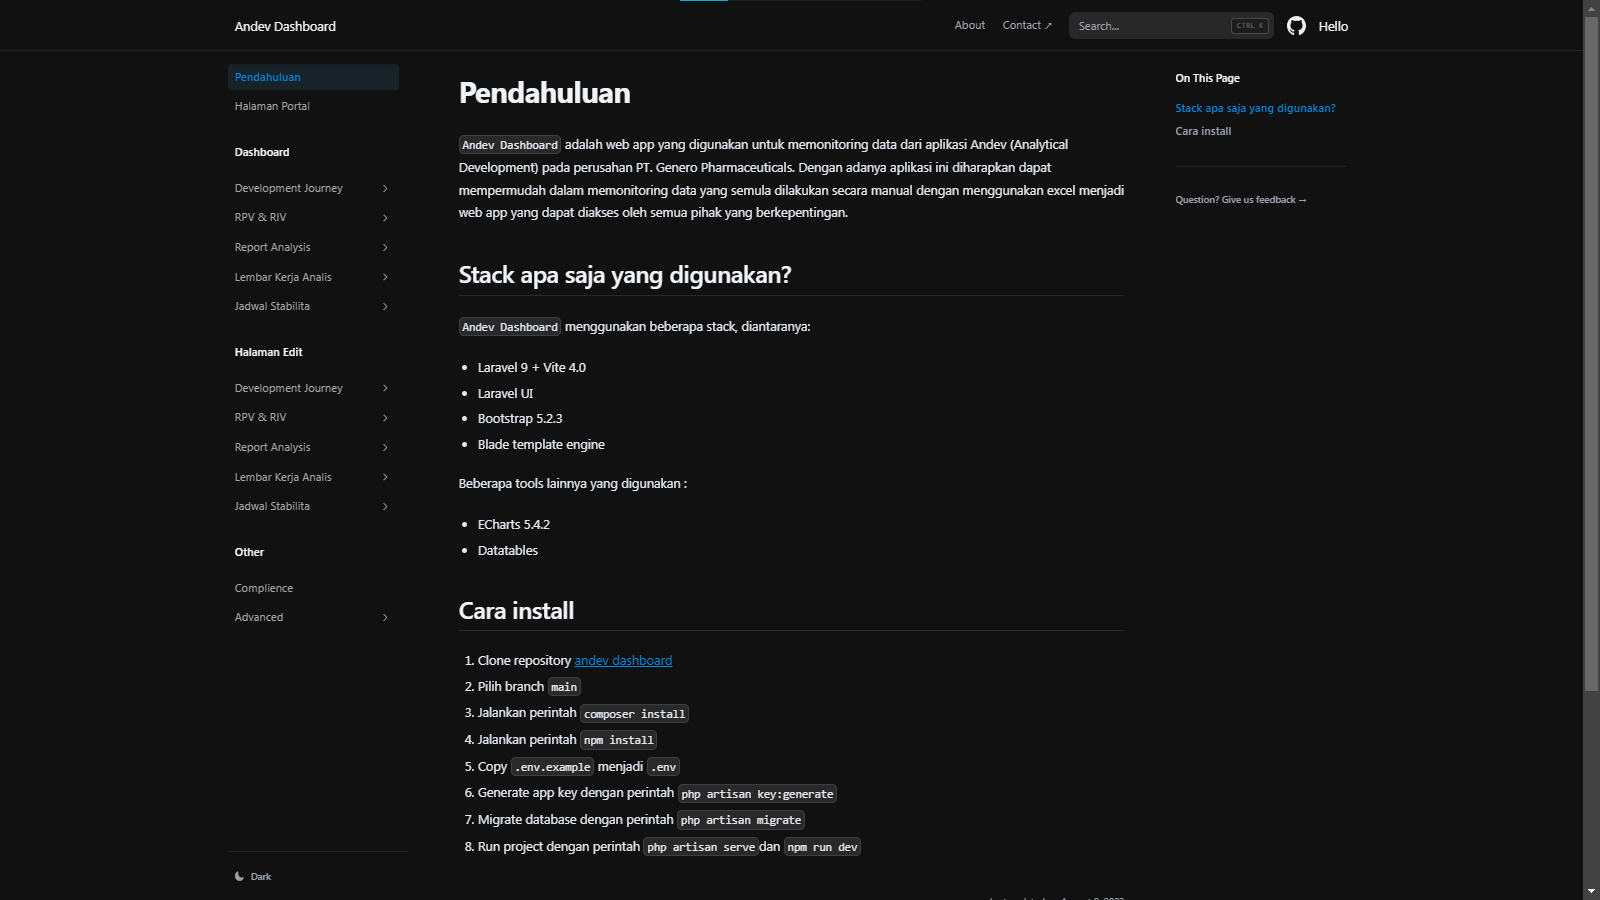 Andev Dashboard
About
Contact ↗
Search...
CTRL K
Hello
Pendahuluan
Halaman Portal
Dashboard
Development Journey
RPV & RIV
Report Analysis
Lembar Kerja Analis
Jadwal Stabilita
Halaman Edit
Development Journey
RPV & RIV
Report Analysis
Lembar Kerja Analis
Jadwal Stabilita
Other
Complience
Advanced
Dark
Pendahuluan
Andev Dashboard adalah web app yang digunakan untuk memonitoring data dari aplikasi Andev (Analytical
Development) pada perusahan PT. Genero Pharmaceuticals. Dengan adanya aplikasi ini diharapkan dapat
mempermudah dalam memonitoring data yang semula dilakukan secara manual dengan menggunakan excel menjadi
web app yang dapat diakses oleh semua pihak yang berkepentingan.
Stack apa saja yang digunakan?
Andev Dashboard menggunakan beberapa stack, diantaranya:
• Laravel 9 + Vite 4.0
• Laravel UI
• Bootstrap 5.2.3
• Blade template engine
Beberapa tools lainnya yang digunakan :
• ECharts 5.4.2
• Datatables
Cara install
1. Clone repository andev dashboard
2. Pilih branch main
3. Jalankan perintah composer install
4. Jalankan perintah npm install
5. Copy .env.example menjadi .env
6. Generate app key dengan perintah php artisan key:generate
7. Migrate database dengan perintah php artisan migrate
8. Run project dengan perintah php artisan serve dan npm run dev
On This Page
Stack apa saja yang digunakan?
Cara install
Question? Give us feedback →